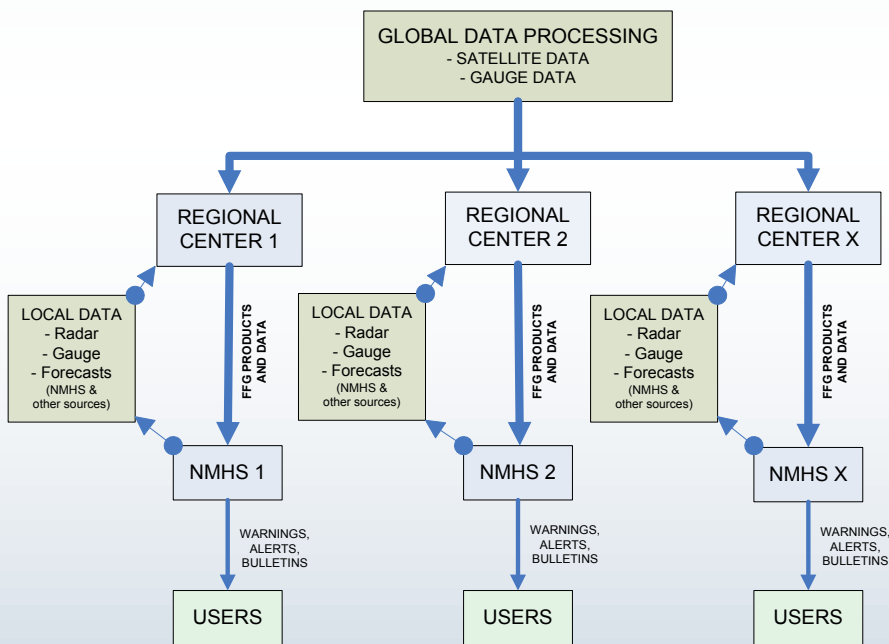 GLOBAL DATA PROCESSING
- SATELLITE DATA
- GAUGE DATA
REGIONAL
CENTER 1
REGIONAL
CENTER 2
REGIONAL
CENTER X
LOCAL DATA
- Radar
- Gauge
- Forecasts
(NMHS &
other sources)
FFG PRODUCTS
AND DATA
LOCAL DATA
- Radar
- Gauge
- Forecasts
(NMHS &
other sources)
FFG PRODUCTS
AND DATA
LOCAL DATA
- Radar
- Gauge
- Forecasts
(NMHS &
other sources)
FFG PRODUCTS
AND DATA
NMHS 1
NMHS 2
NMHS X
WARNINGS,
ALERTS,
BULLETINS
WARNINGS,
ALERTS,
BULLETINS
WARNINGS,
ALERTS,
BULLETINS
USERS
USERS
USERS